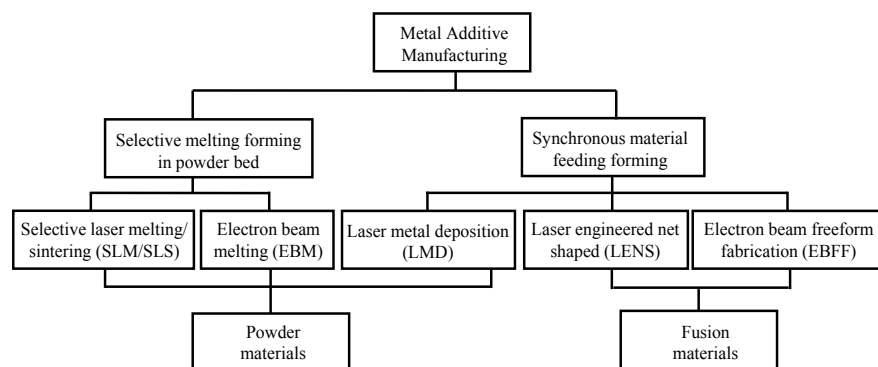 Metal Additive
Manufacturing
Selective melting forming
in powder bed
Synchronous material
feeding forming
Selective laser melting/
sintering (SLM/SLS)
Electron beam
melting (EBM)
Laser metal deposition
(LMD)
Laser engineered net
shaped (LENS)
Electron beam freeform
fabrication (EBFF)
Powder
materials
Fusion
materials